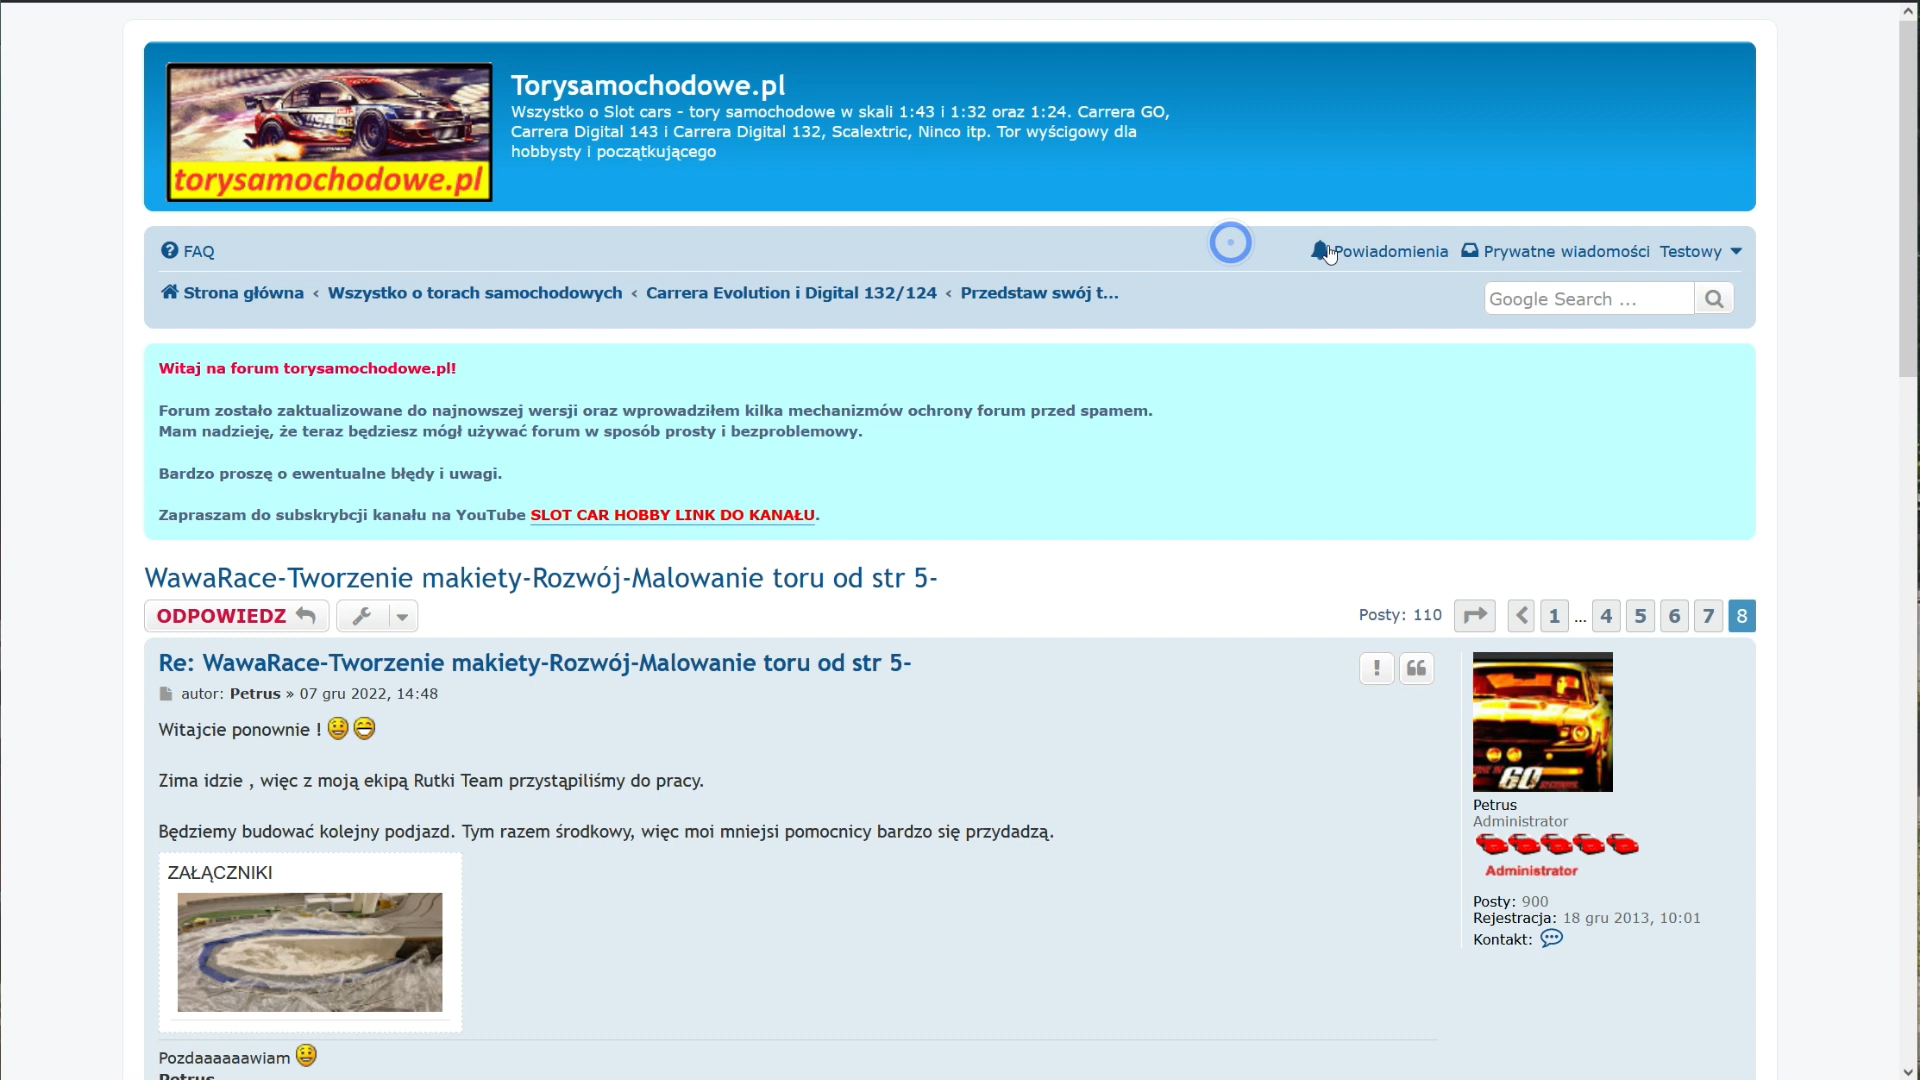 torysamochodowe.pl
Torysamochodowe.pl
Wszystko o Slot cars - tory samochodowe w skali 1:43 i 1:32 oraz 1:24. Carrera GO,
Carrera Digital 143 i Carrera Digital 132, Scalextric, Ninco itp. Tor wyścigowy dla
hobbysty i początkującego
FAQ
Powiadomienia Prywatne wiadomości Testowy
Strona główna ‹ Wszystko o torach samochodowych ‹ Carrera Evolution i Digital 132/124 ‹ Przedstaw swój t...
Google Search ...
Witaj na forum torysamochodowe.pl!
Forum zostało zaktualizowane do najnowszej wersji oraz wprowadziłem kilka mechanizmów ochrony forum przed spamem.
Mam nadzieję, że teraz będziesz mógł używać forum w sposób prosty i bezproblemowy.
Bardzo proszę o ewentualne błędy i uwagi.
Zapraszam do subskrybcji kanału na YouTube SLOT CAR HOBBY LINK DO KANAŁU.
WawaRace-Tworzenie makiety-Rozwój-Malowanie toru od str 5-
ODPOWIEDZ
Posty: 110 1 ... 4 5 6 7 8
Re: WawaRace-Tworzenie makiety-Rozwój-Malowanie toru od str 5-
autor: Petrus » 07 gru 2022, 14:48
Witajcie ponownie !
Zima idzie , więc z moją ekipą Rutki Team przystąpiliśmy do pracy.
Będziemy budować kolejny podjazd. Tym razem środkowy, więc moi mniejsi pomocnicy bardzo się przydadzą.
ZAŁĄCZNIKI
Pozdaaaaaawiam
Petrus
Petrus
Administrator
Administrator
Posty: 900
Rejestracja: 18 gru 2013, 10:01
Kontakt: